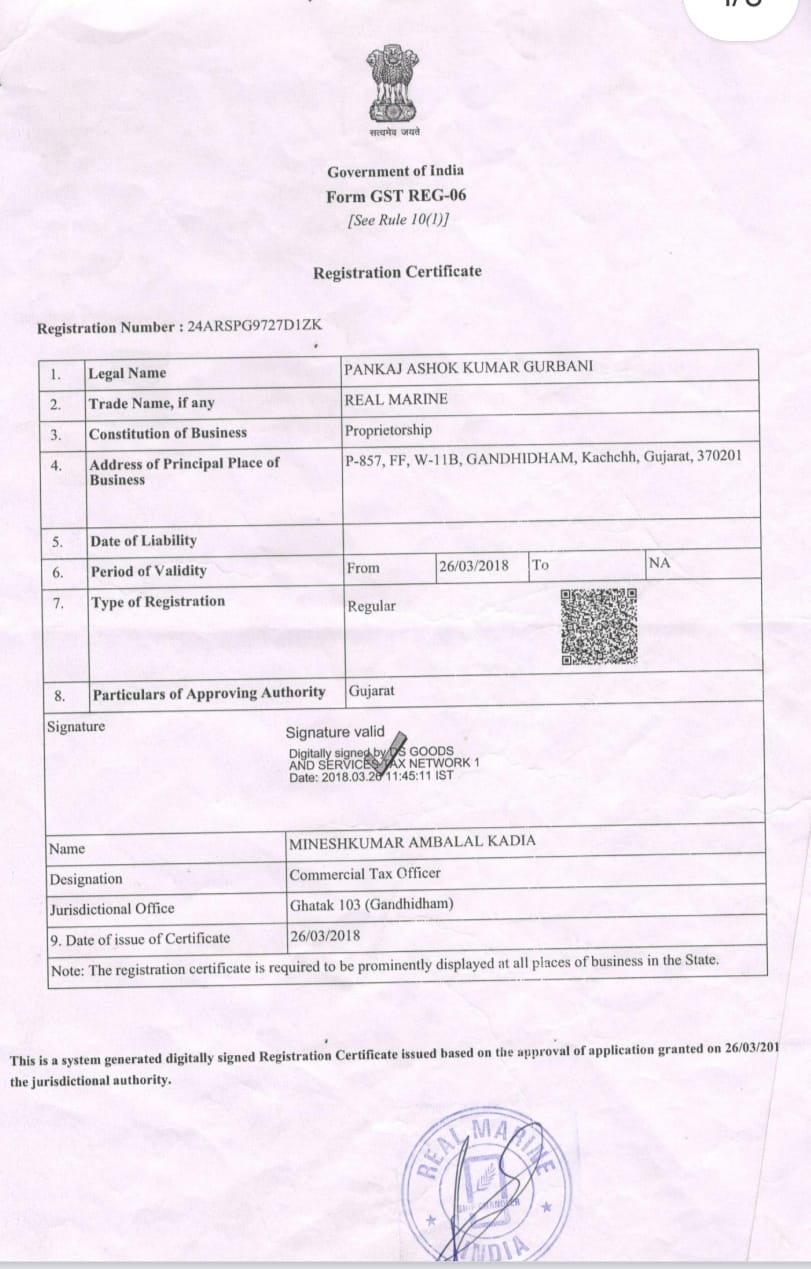 सत्यमेव जयते
Government of India
Form GST REG-06
[See Rule 10(1)]
Registration Certificate
Registration Number : 24ARSPG9727D1ZK
1. Legal Name PANKAJ ASHOK KUMAR GURBANI
2. Trade Name, if any REAL MARINE
3. Constitution of Business Proprietorship
4. Address of Principal Place of P-857, FF, W-11B, GANDHIDHAM, Kachchh, Gujarat, 370201
Business
5. Date of Liability
6. Period of Validity From 26/03/2018 To NA
7. Type of Registration Regular
8. Particulars of Approving Authority Gujarat
Signature
Signature valid
Digitally signed by DS GOODS
AND SERVICES TAX NETWORK 1
Date: 2018.03.26 11:45:11 IST
Name MINESHKUMAR AMBALAL KADIA
Designation Commercial Tax Officer
Jurisdictional Office Ghatak 103 (Gandhidham)
9. Date of issue of Certificate 26/03/2018
Note: The registration certificate is required to be prominently displayed at all places of business in the State.
This is a system generated digitally signed Registration Certificate issued based on the approval of application granted on 26/03/201
the jurisdictional authority.
REAL MARINE
INDIA